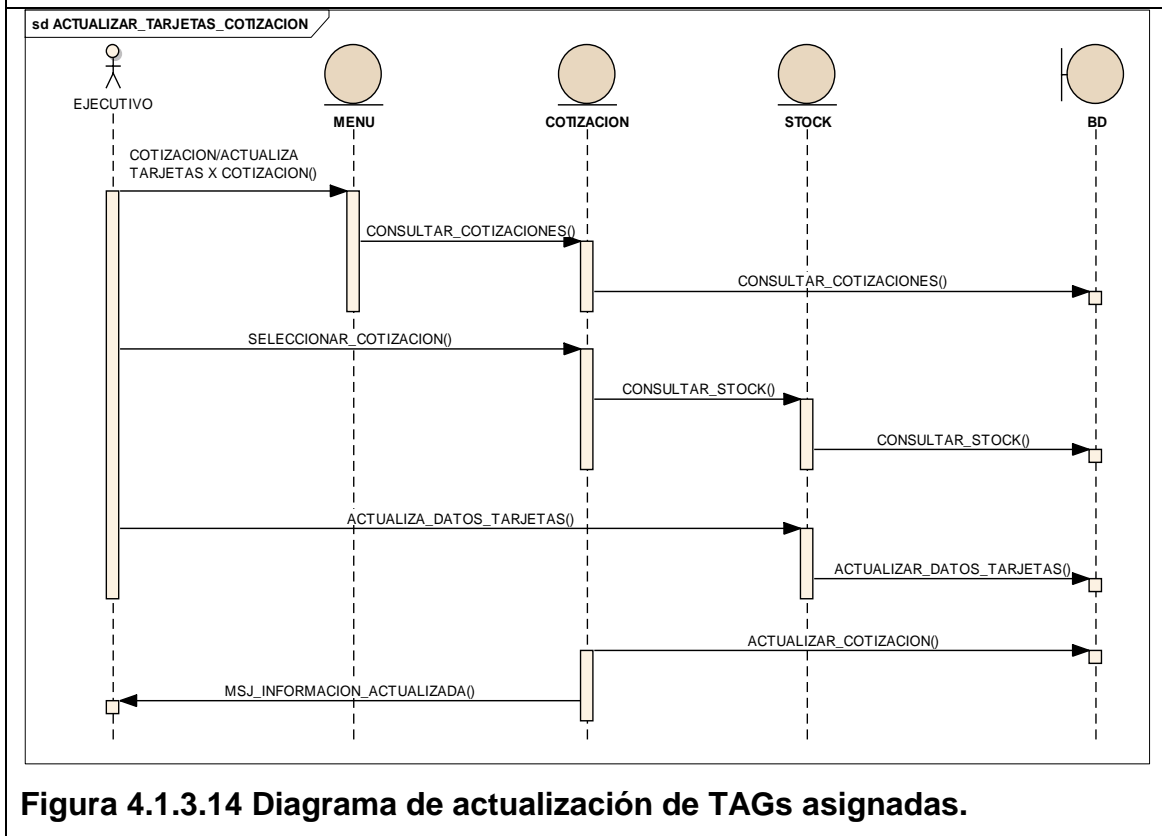 sd ACTUALIZAR_TARJETAS_COTIZACION
EJECUTIVO
MENU
COTIZACION
STOCK
BD
COTIZACION/ACTUALIZA
TARJETAS X COTIZACION()
CONSULTAR_COTIZACIONES()
CONSULTAR_COTIZACIONES()
SELECCIONAR_COTIZACION()
CONSULTAR_STOCK()
CONSULTAR_STOCK()
ACTUALIZA_DATOS_TARJETAS()
ACTUALIZAR_DATOS_TARJETAS()
ACTUALIZAR_COTIZACION()
MSJ_INFORMACION_ACTUALIZADA()
Figura 4.1.3.14 Diagrama de actualización de TAGs asignadas.